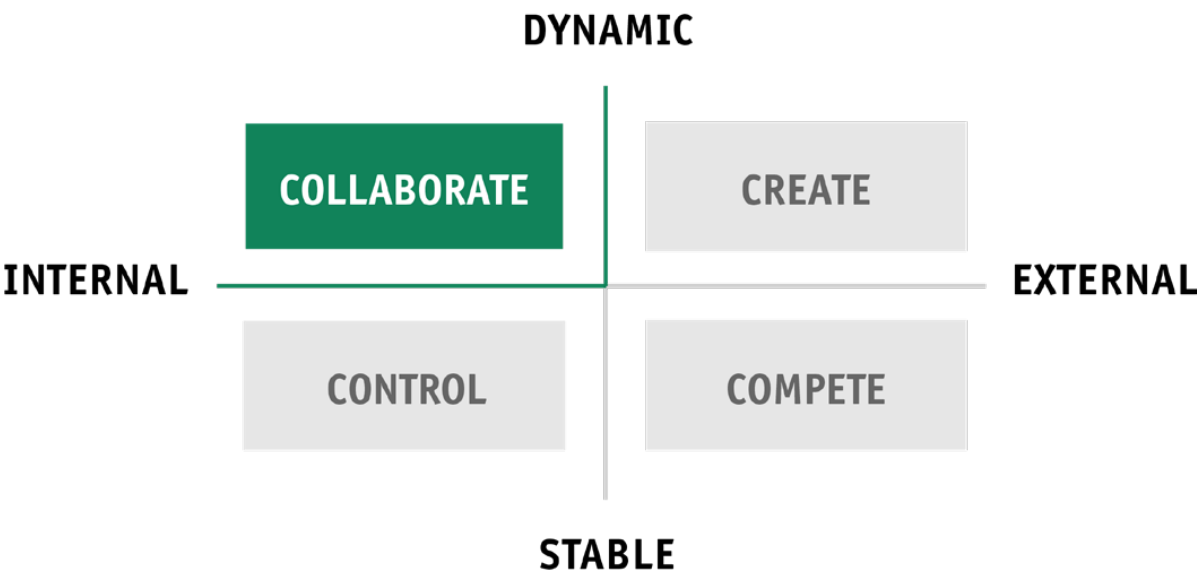 DYNAMIC
COLLABORATE
CREATE
INTERNAL
EXTERNAL
CONTROL
COMPETE
STABLE